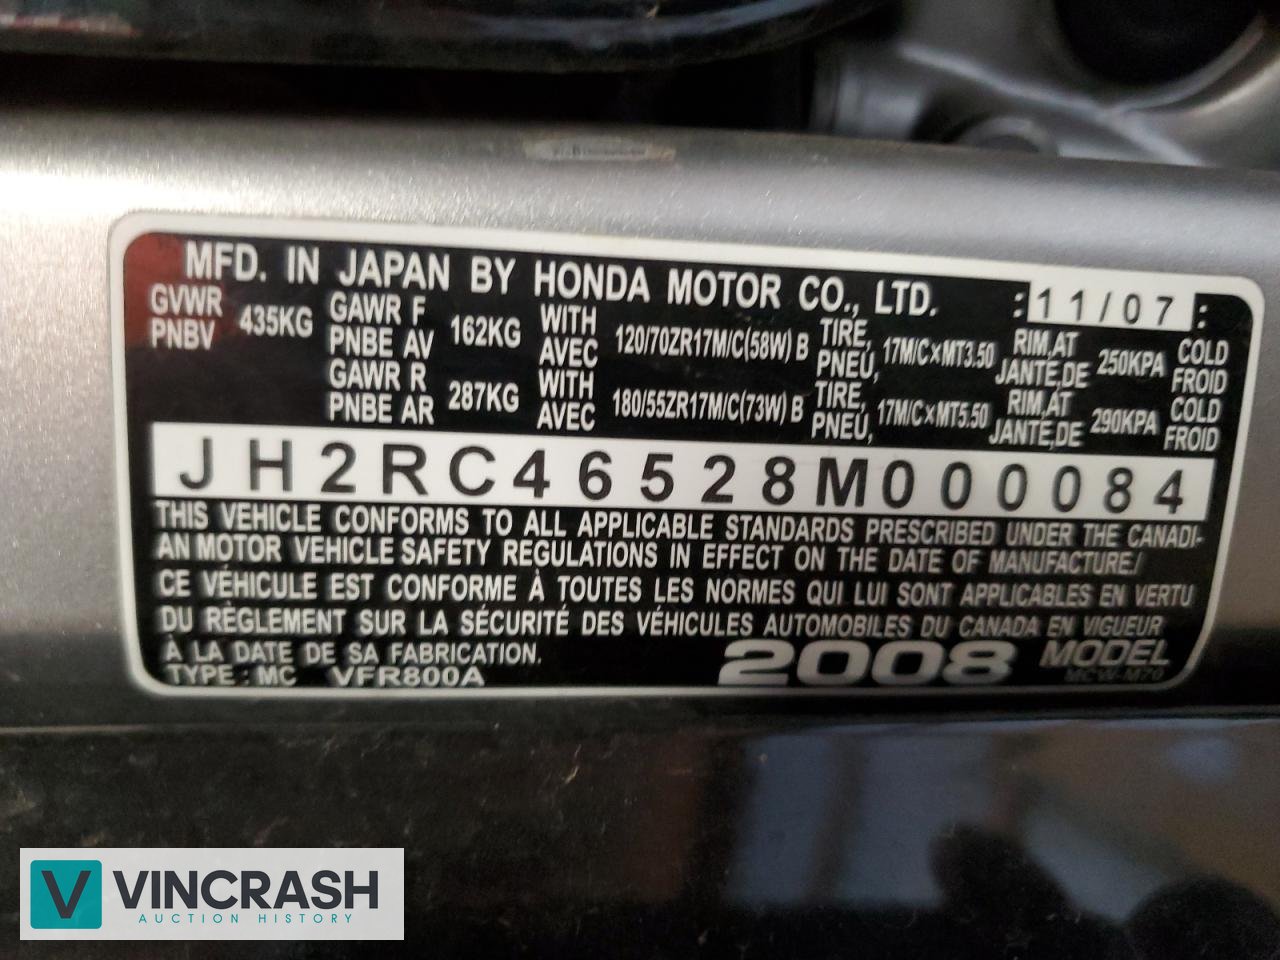 MFD. IN JAPAN BY HONDA MOTOR CO., LTD. :11/07:
GVWR PNBV 435KG GAWR F PNBE AV 162KG WITH AVEC 120/70ZR17M/C(58W) B TIRE, PNEU, 17M/C×MT3.50 RIM,AT JANTE,DE 250KPA COLD FROID
GAWR R PNBE AR 287KG WITH AVEC 180/55ZR17M/C(73W) B TIRE, PNEU, 17M/C×MT5.50 RIM,AT JANTE,DE 290KPA COLD FROID
JH2RC46528M000084
THIS VEHICLE CONFORMS TO ALL APPLICABLE STANDARDS PRESCRIBED UNDER THE CANADI-
AN MOTOR VEHICLE SAFETY REGULATIONS IN EFFECT ON THE DATE OF MANUFACTURE/
CE VÉHICULE EST CONFORME À TOUTES LES NORMES QUI LUI SONT APPLICABLES EN VERTU
DU RÈGLEMENT SUR LA SÉCURITÉ DES VÉHICULES AUTOMOBILES DU CANADA EN VIGUEUR
À LA DATE DE SA FABRICATION.
TYPE : MC VFR800A 2008 MODEL
MCW-M70
VINCRASH
AUCTION HISTORY